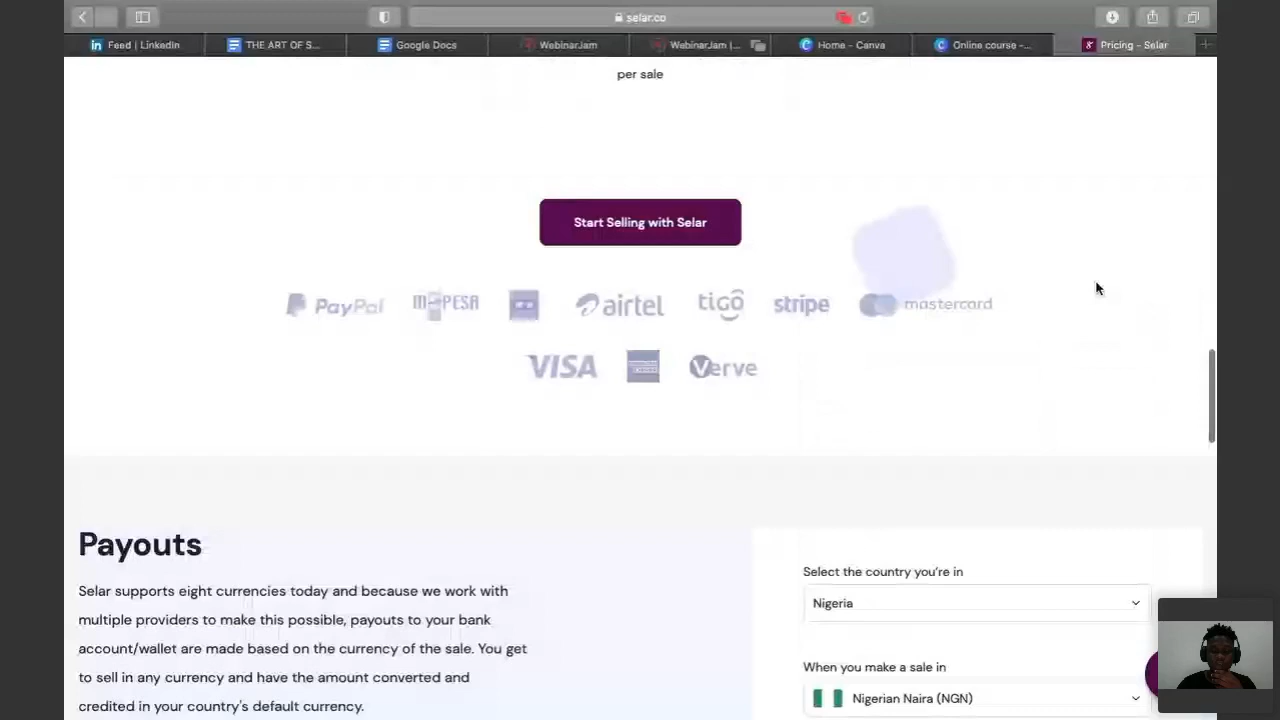 selar.co
Feed | LinkedIn
THE ART OF S...
Google Docs
WebinarJam
WebinarJam |...
Home - Canva
Online course -...
Pricing - Selar
per sale
Start Selling with Selar
PayPal
M-PESA
airtel
tiGO
stripe
mastercard
VISA
Verve
Payouts
Selar supports eight currencies today and because we work with
multiple providers to make this possible, payouts to your bank
account/wallet are made based on the currency of the sale. You get
to sell in any currency and have the amount converted and
credited in your country's default currency.
Select the country you're in
Nigeria
When you make a sale in
Nigerian Naira (NGN)